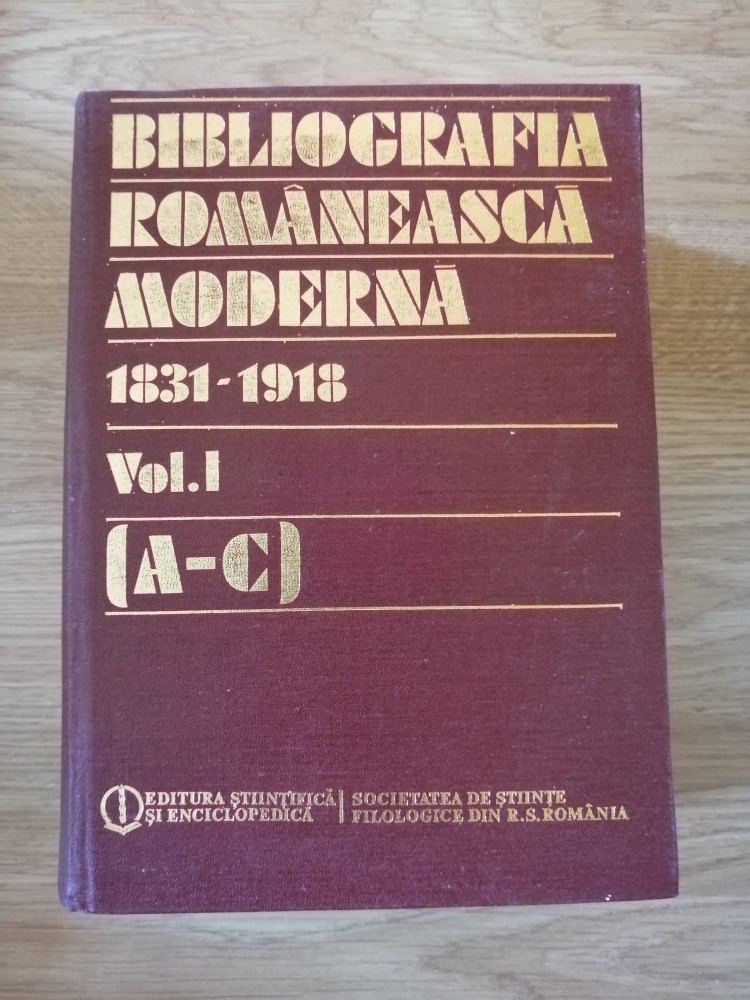 BIBLIOGRAFIA
ROMÂNEASCĂ
MODERNĂ
1831-1918
Vol.I
(A-C)
EDITURA ŞTIINŢIFICĂ
ŞI ENCICLOPEDICĂ
SOCIETATEA DE ŞTIINŢE
FILOLOGICE DIN R.S. ROMÂNIA